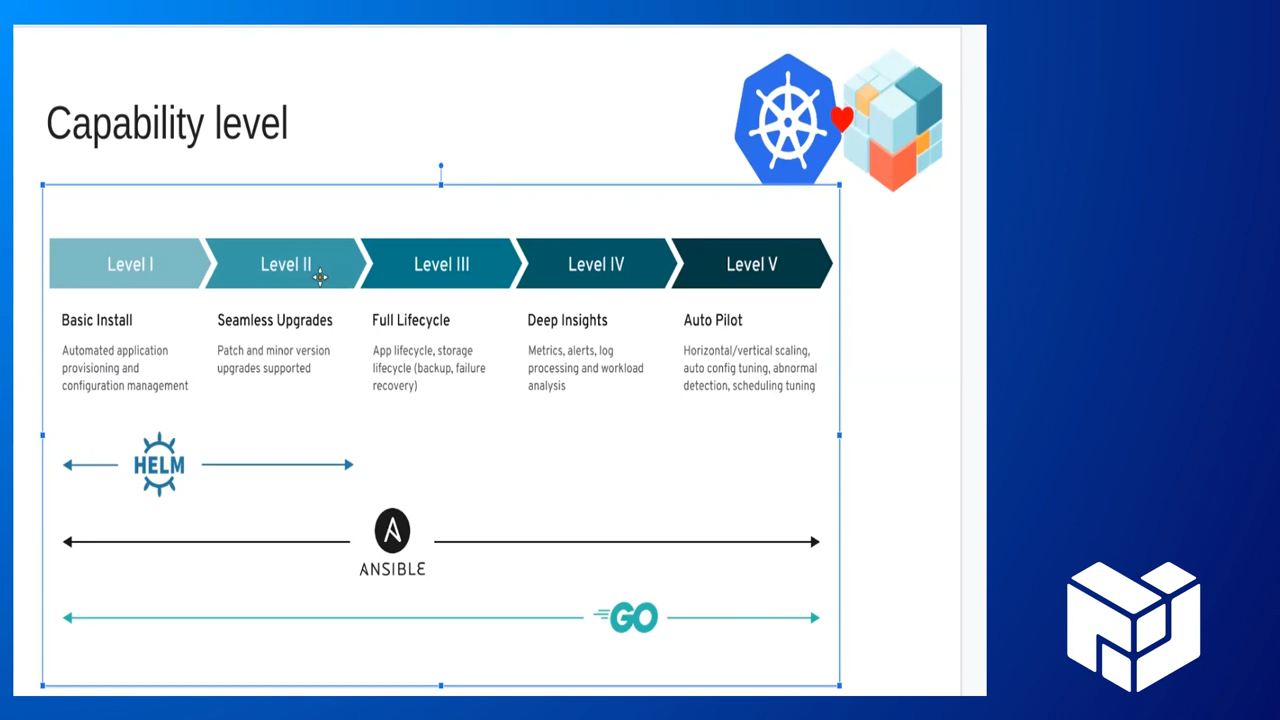 Capability level
Level I
Level II
Level III
Level IV
Level V
Basic Install
Automated application
provisioning and
configuration management
Seamless Upgrades
Patch and minor version
upgrades supported
Full Lifecycle
App lifecycle, storage
lifecycle (backup, failure
recovery)
Deep Insights
Metrics, alerts, log
processing and workload
analysis
Auto Pilot
Horizontal/vertical scaling,
auto config tuning, abnormal
detection, scheduling tuning
HELM
ANSIBLE
GO